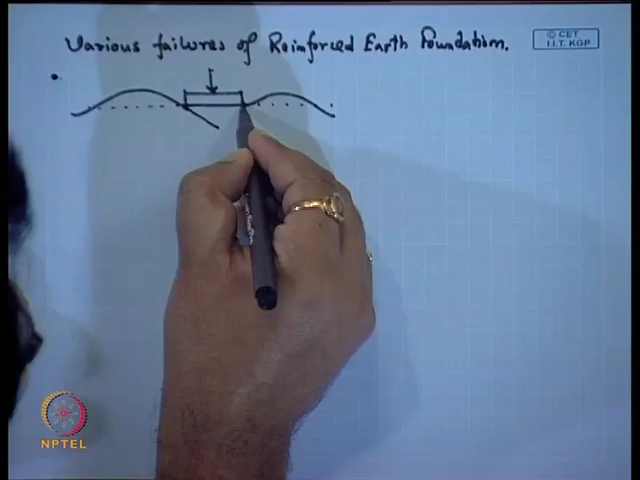 Various failures of Reinforced Earth Foundation.
© CET
I.I.T. KGP
NPTEL